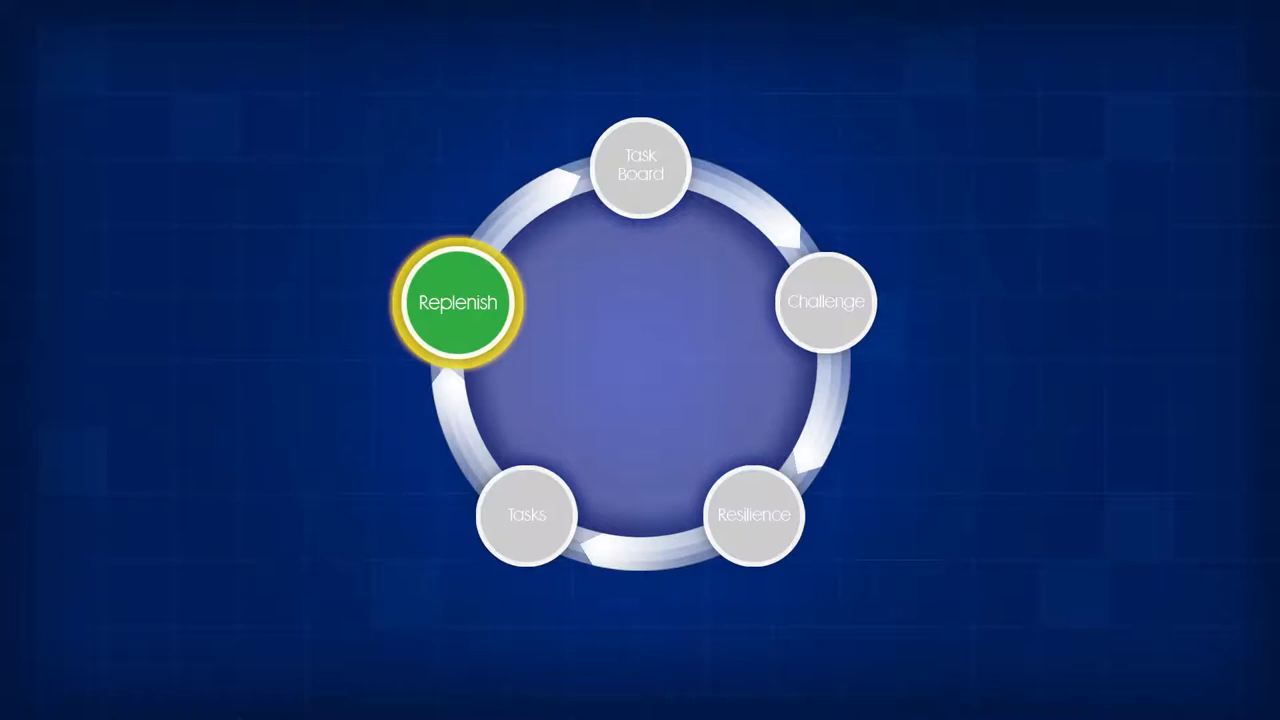 Task
Board
Replenish
Challenge
Tasks
Resilience